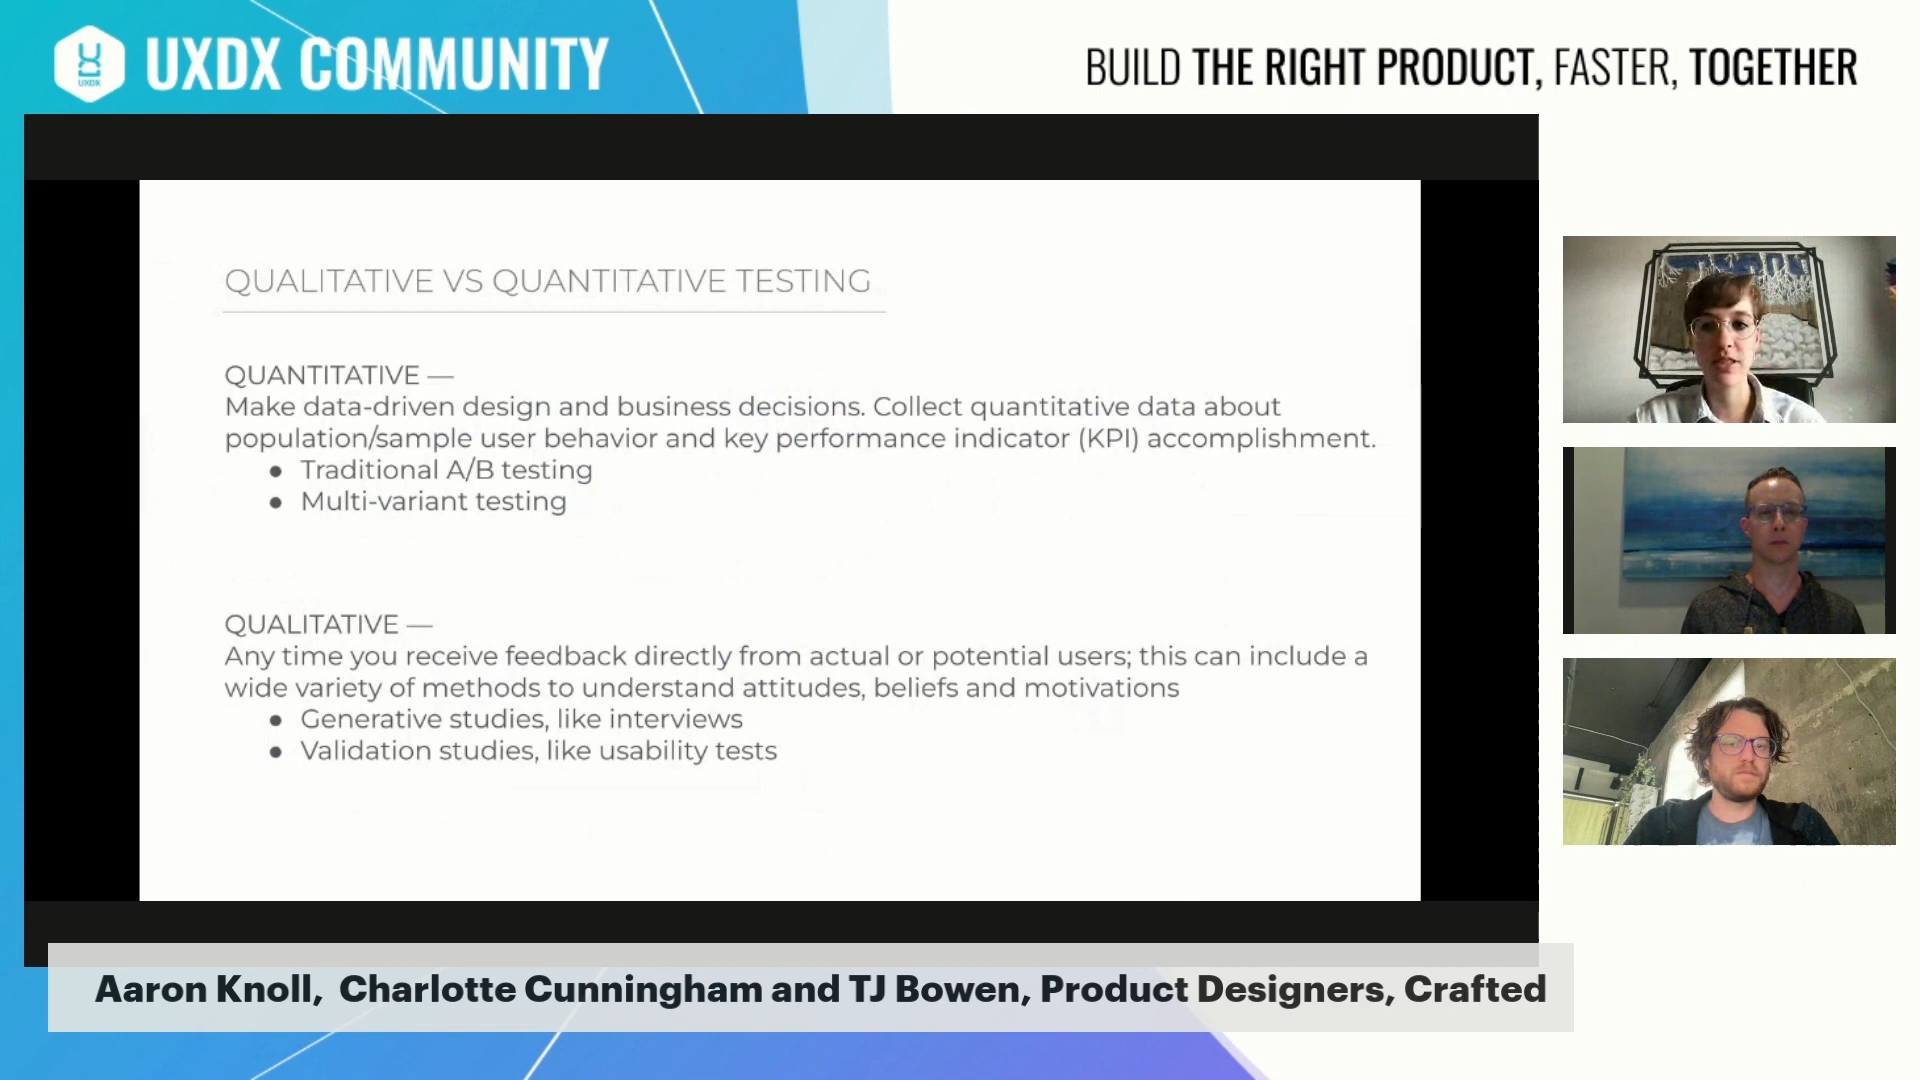 UXDX
UXDX COMMUNITY
BUILD THE RIGHT PRODUCT, FASTER, TOGETHER
QUALITATIVE VS QUANTITATIVE TESTING
QUANTITATIVE —
Make data-driven design and business decisions. Collect quantitative data about
population/sample user behavior and key performance indicator (KPI) accomplishment.
● Traditional A/B testing
● Multi-variant testing
QUALITATIVE —
Any time you receive feedback directly from actual or potential users; this can include a
wide variety of methods to understand attitudes, beliefs and motivations
● Generative studies, like interviews
● Validation studies, like usability tests
Aaron Knoll, Charlotte Cunningham and TJ Bowen, Product Designers, Crafted